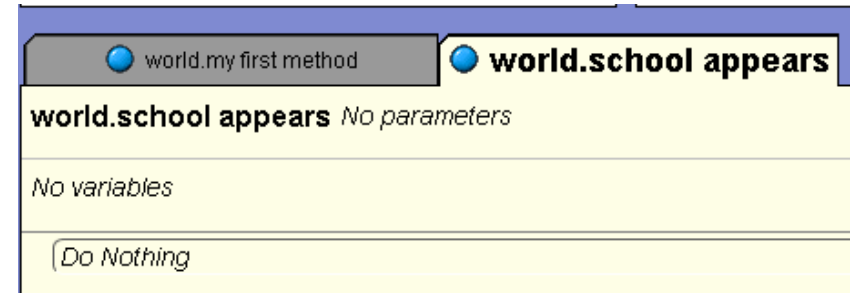 world.my first method
world.school appears
world.school appears No parameters
No variables
Do Nothing